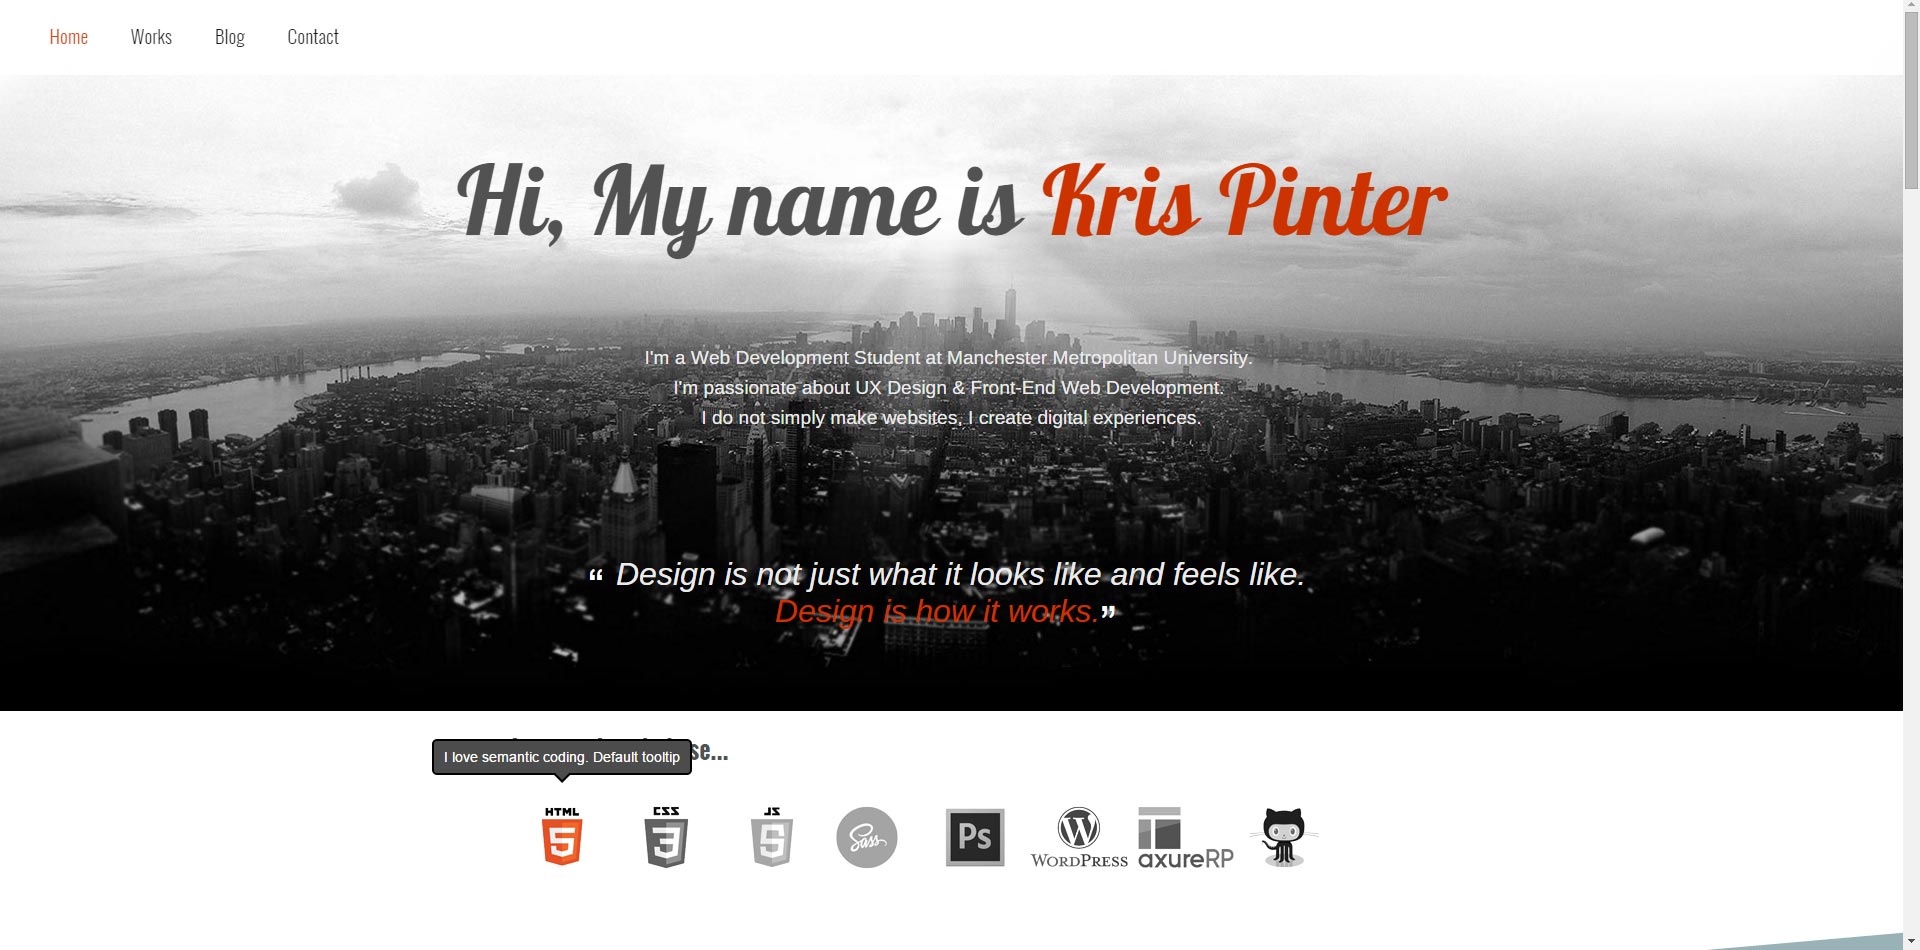 Home Works Blog Contact
Hi, My name is Kris Pinter
I'm a Web Development Student at Manchester Metropolitan University.
I'm passionate about UX Design & Front-End Web Development.
I do not simply make websites, I create digital experiences.
“ Design is not just what it looks like and feels like.
Design is how it works.”
I love semantic coding. Default tooltip
HTML CSS JS
5 3 5 Sass Ps W
WORDPRESS axureRP